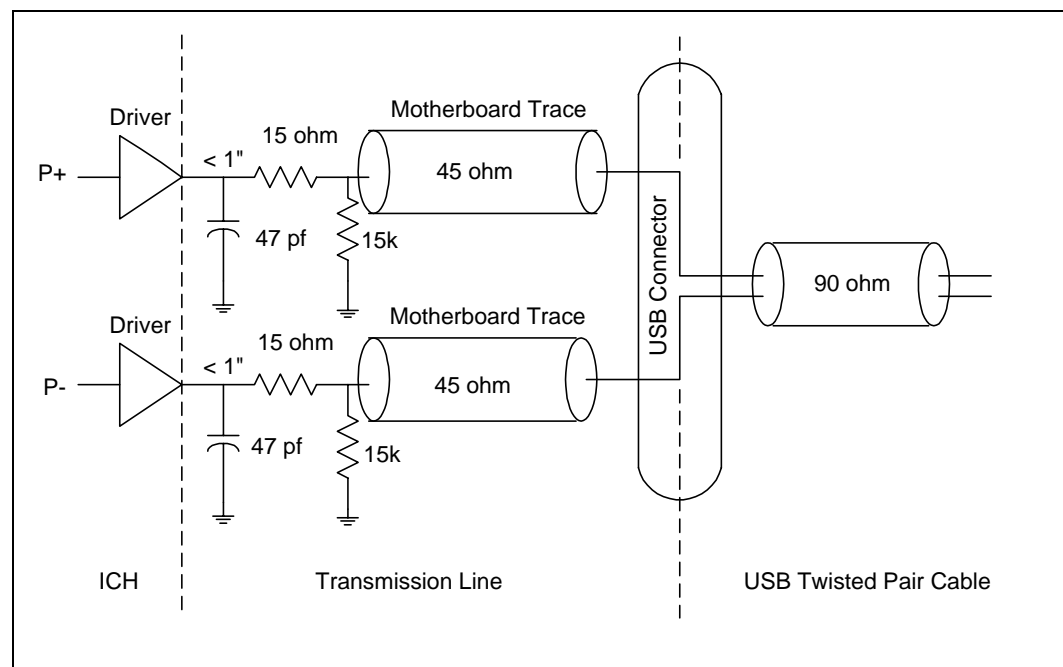 Driver
P+
< 1"
15 ohm
47 pf
15k
Motherboard Trace
45 ohm
Driver
P-
< 1"
15 ohm
47 pf
15k
Motherboard Trace
45 ohm
USB Connector
90 ohm
ICH
Transmission Line
USB Twisted Pair Cable